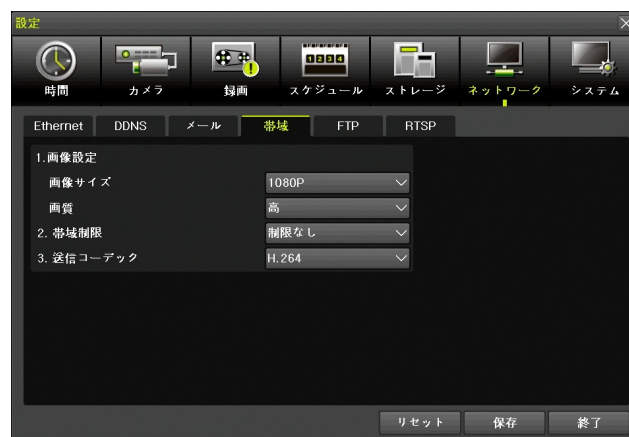 設定
時間 カメラ 録画 スケジュール ストレージ ネットワーク システム
1234
Ethernet DDNS メール 帯域 FTP RTSP
1.画像設定
画像サイズ 1080P
画質 高
2. 帯域制限 制限なし
3. 送信コーデック H.264
リセット 保存 終了